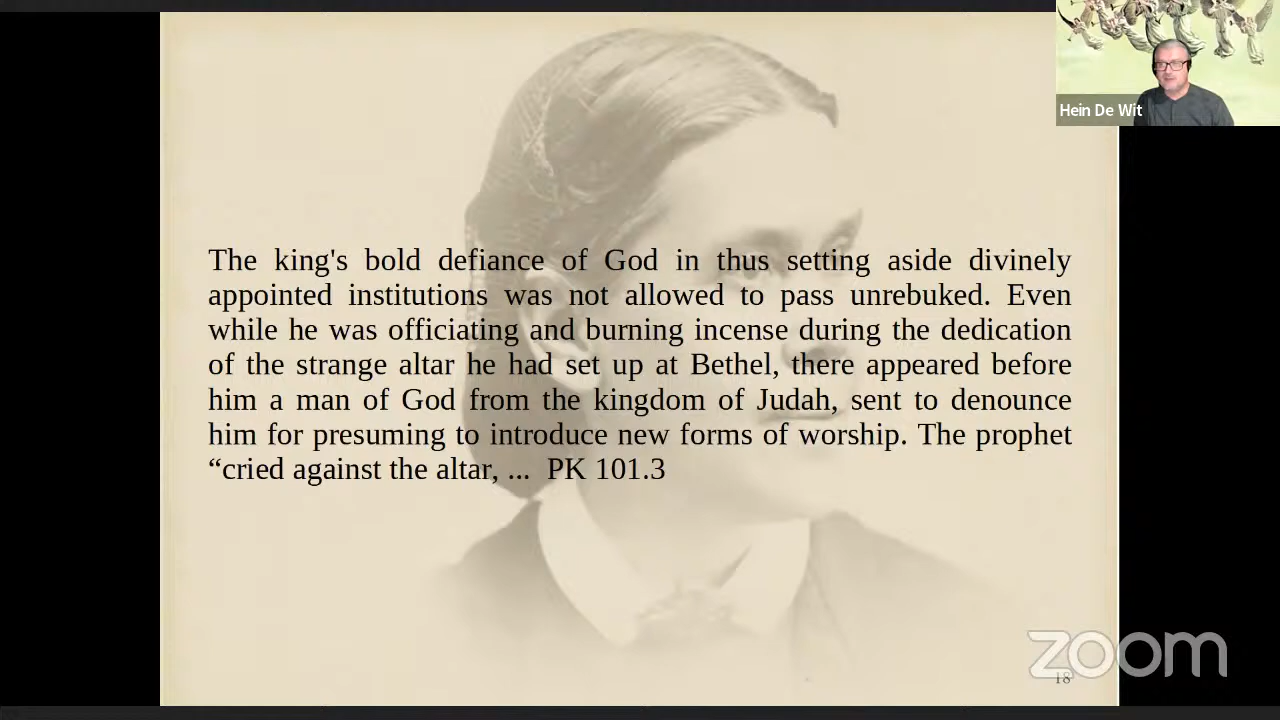 Hein De Wit
The king's bold defiance of God in thus setting aside divinely
appointed institutions was not allowed to pass unrebuked. Even
while he was officiating and burning incense during the dedication
of the strange altar he had set up at Bethel, there appeared before
him a man of God from the kingdom of Judah, sent to denounce
him for presuming to introduce new forms of worship. The prophet
“cried against the altar, ...  PK 101.3
zoom
18